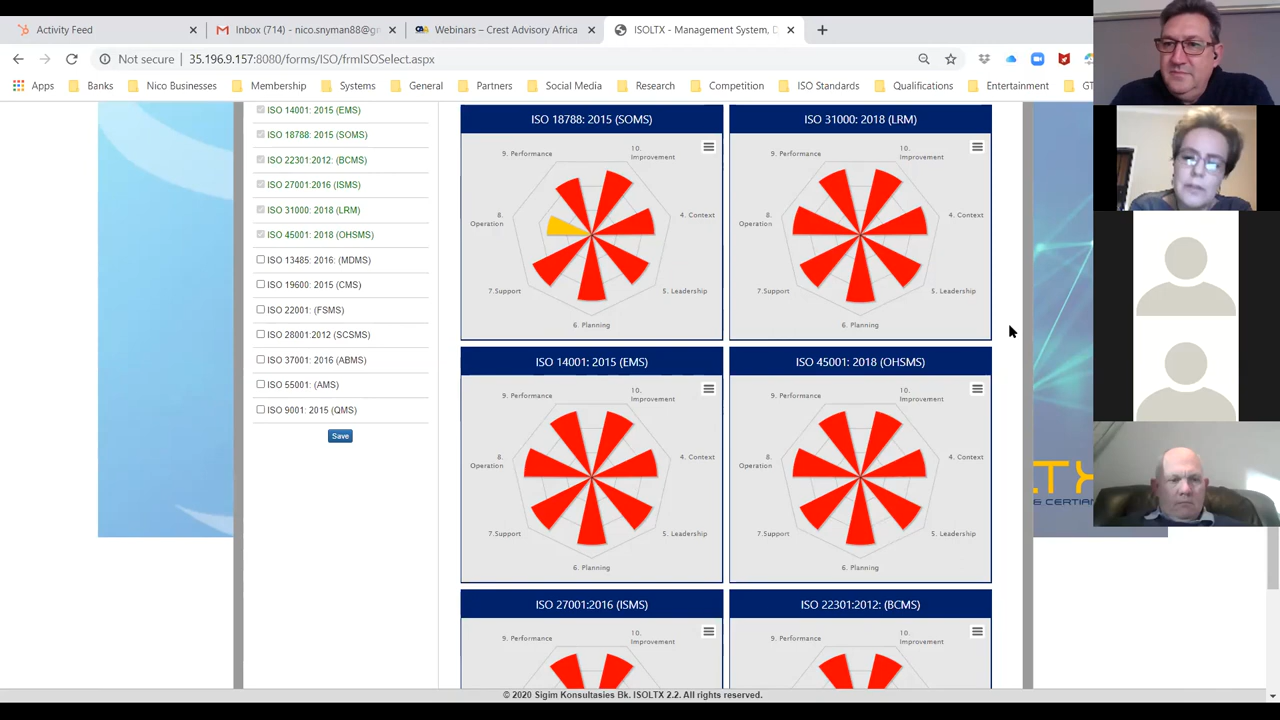 Activity Feed
Inbox (714) - nico.snyman88@g
Webinars – Crest Advisory Africa
ISOLTX - Management System, D
Not secure
35.196.9.157:8080/forms/ISO/frmISOSelect.aspx
Apps
Banks
Nico Businesses
Membership
Systems
General
Partners
Social Media
Research
Competition
ISO Standards
Qualifications
Entertainment
GT
ISO 14001: 2015 (EMS)
ISO 18788: 2015 (SOMS)
ISO 22301:2012: (BCMS)
ISO 27001:2016 (ISMS)
ISO 31000: 2018 (LRM)
ISO 45001: 2018 (OHSMS)
ISO 13485: 2016: (MDMS)
ISO 19600: 2015 (CMS)
ISO 22001: (FSMS)
ISO 28001:2012 (SCSMS)
ISO 37001: 2016 (ABMS)
ISO 55001: (AMS)
ISO 9001: 2015 (QMS)
Save
ISO 18788: 2015 (SOMS)
9. Performance
10.
Improvement
8.
Operation
4. Context
7.Support
5. Leadership
6. Planning
ISO 31000: 2018 (LRM)
9. Performance
10.
Improvement
8.
Operation
4. Context
7.Support
5. Leadership
6. Planning
ISO 14001: 2015 (EMS)
9. Performance
10.
Improvement
8.
Operation
4. Context
7.Support
5. Leadership
6. Planning
ISO 45001: 2018 (OHSMS)
9. Performance
10.
Improvement
8.
Operation
4. Context
7.Support
5. Leadership
6. Planning
ISO 27001:2016 (ISMS)
9. Performance
10.
Improvement
ISO 22301:2012: (BCMS)
9. Performance
10.
Improvement
LTX
CERTIAN
© 2020 Sigim Konsultasies Bk. ISOLTX 2.2. All rights reserved.